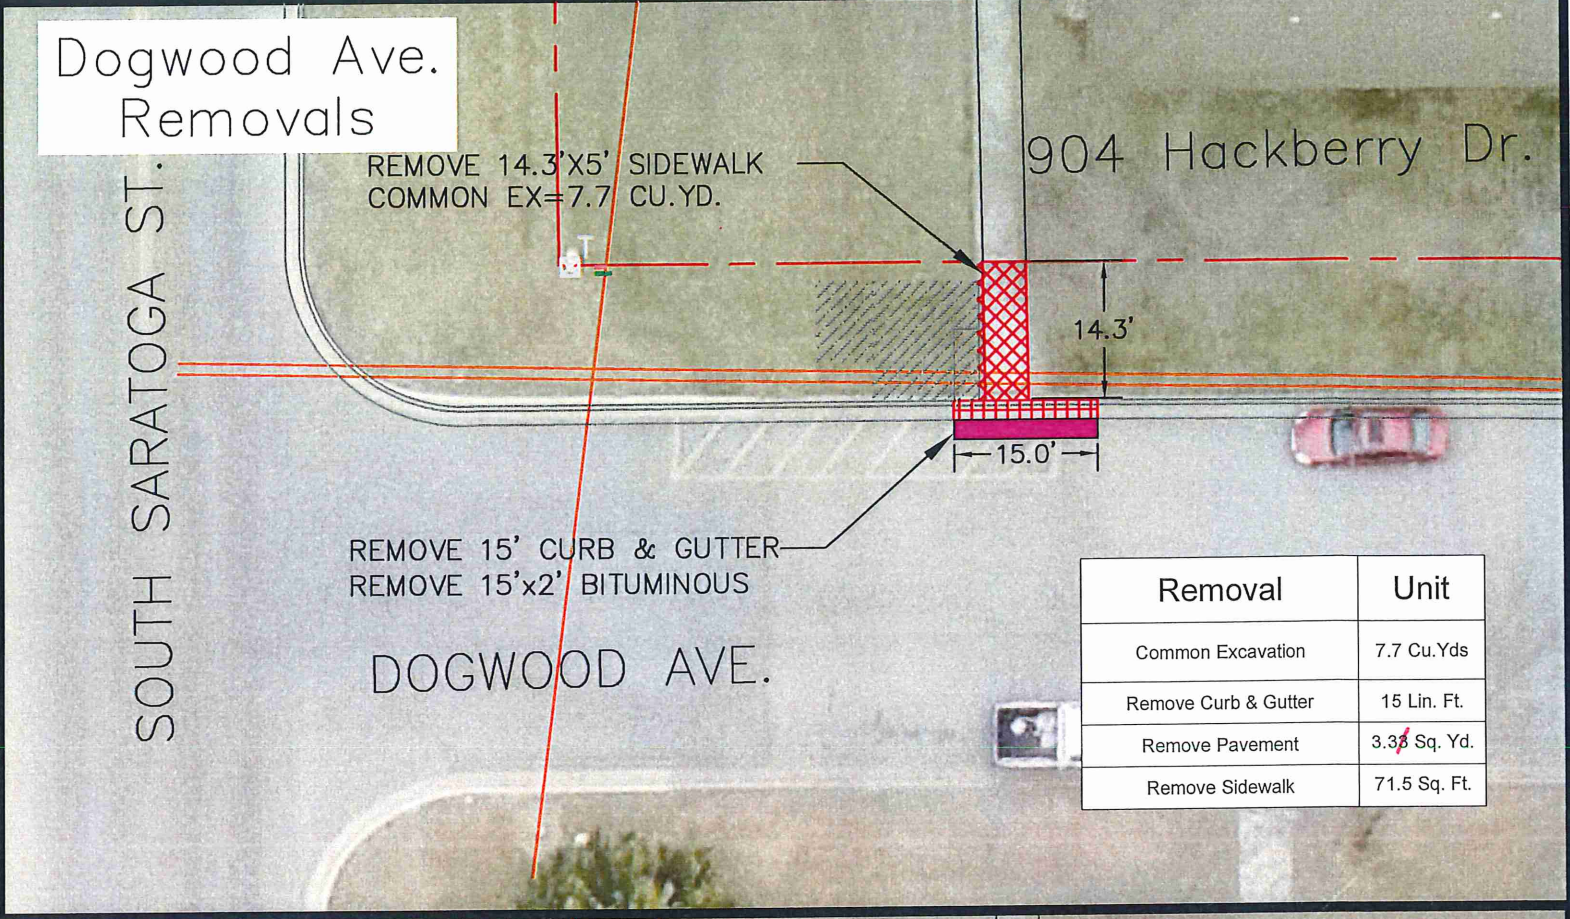 Dogwood Ave.
Removals
REMOVE 14.3'X5' SIDEWALK
COMMON EX=7.7 CU.YD.
904 Hackberry Dr.
SOUTH SARATOGA ST.
T
14.3'
15.0'
REMOVE 15' CURB & GUTTER
REMOVE 15'x2' BITUMINOUS
DOGWOOD AVE.
Removal Unit
Common Excavation 7.7 Cu.Yds
Remove Curb & Gutter 15 Lin. Ft.
Remove Pavement 3.33 Sq. Yd.
Remove Sidewalk 71.5 Sq. Ft.